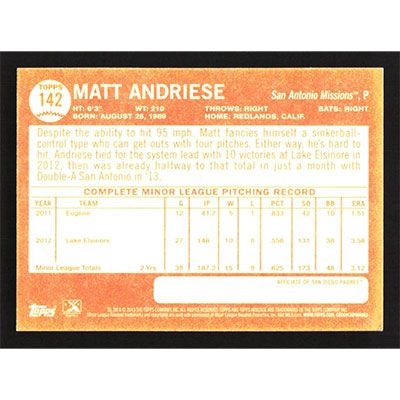 TOPPS
142
MATT ANDRIESE
San Antonio Missions™, P
HT: 6'3" WT: 210 THROWS: RIGHT BATS: RIGHT
BORN: AUGUST 28, 1989 HOME: REDLANDS, CALIF.
Despite the ability to hit 95 mph, Matt fancies himself a sinkerball-
control type who can get outs with four pitches. Either way, he's hard
to hit. Andriese tied for the system lead with 10 victories at Lake Elsinore in
2012, then was already halfway to that total in just a month with
Double-A San Antonio in '13.
COMPLETE MINOR LEAGUE PITCHING RECORD
YEAR TEAM G IP W L PCT SO BB ERA
2011 Eugene 12 41.2 5 1 .833 42 10 1.51
2012 Lake Elsinore 27 146 10 8 .556 131 38 3.58
Minor League Totals 2 Yrs. 39 187.2 15 9 .625 173 48 3.12
AFFILIATE OF SAN DIEGO PADRES™
Topps